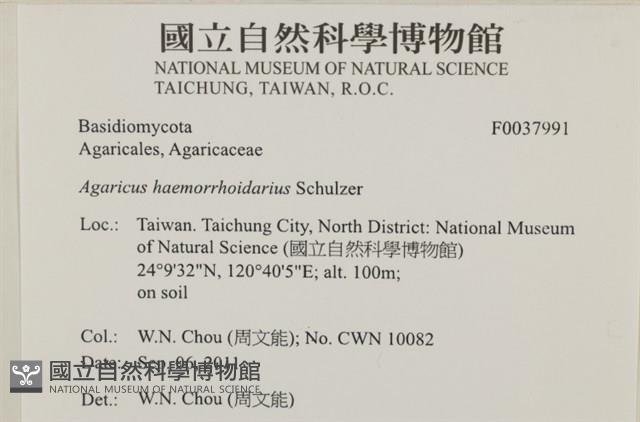 國立自然科學博物館
NATIONAL MUSEUM OF NATURAL SCIENCE
TAICHUNG, TAIWAN, R.O.C.
Basidiomycota F0037991
Agaricales, Agaricaceae
Agaricus haemorrhoidarius Schulzer
Loc.: Taiwan. Taichung City, North District: National Museum
of Natural Science (國立自然科學博物館)
24°9'32"N, 120°40'5"E; alt. 100m;
on soil
Col.: W.N. Chou (周文能); No. CWN 10082
Date: Sep. 06, 2011
國立自然科學博物館
NATIONAL MUSEUM OF NATURAL SCIENCE
Det.: W.N. Chou (周文能)